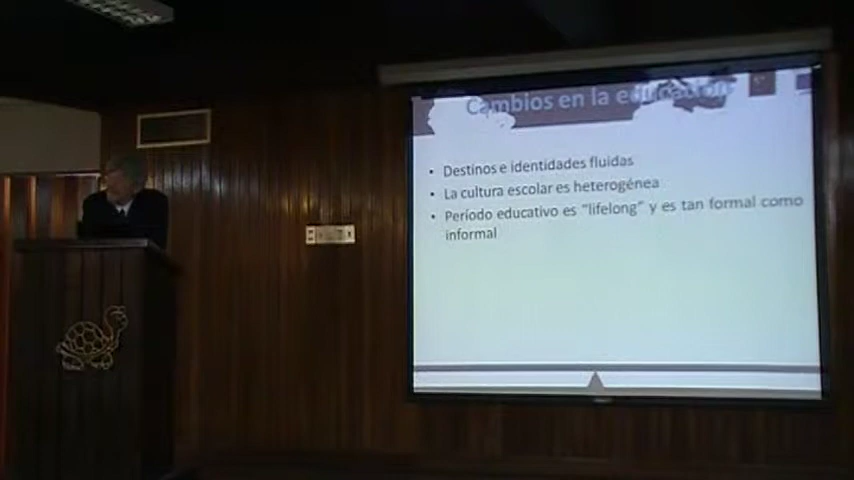 Cambios en la educación
• Destinos e identidades fluidas
• La cultura escolar es heterogénea
• Período educativo es “lifelong” y es tan formal como
informal